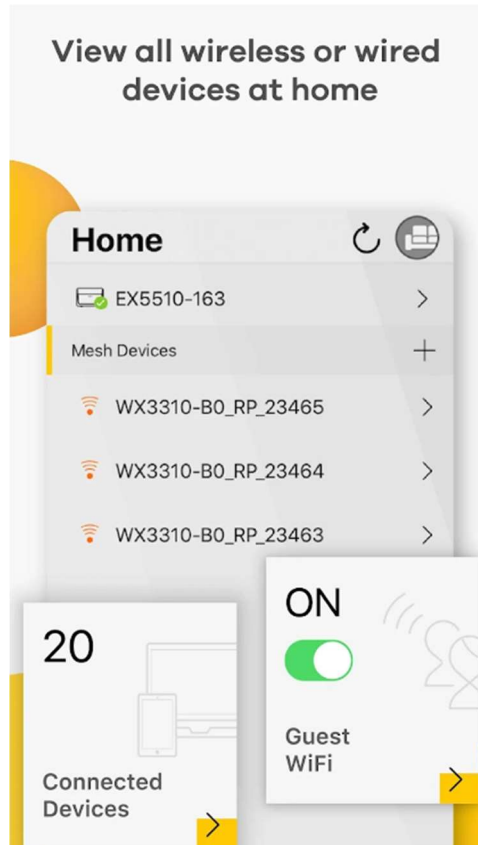 View all wireless or wired
devices at home
Home
EX5510-163
Mesh Devices
WX3310-B0_RP_23465
WX3310-B0_RP_23464
WX3310-B0_RP_23463
ON
20
Guest
WiFi
Connected
Devices